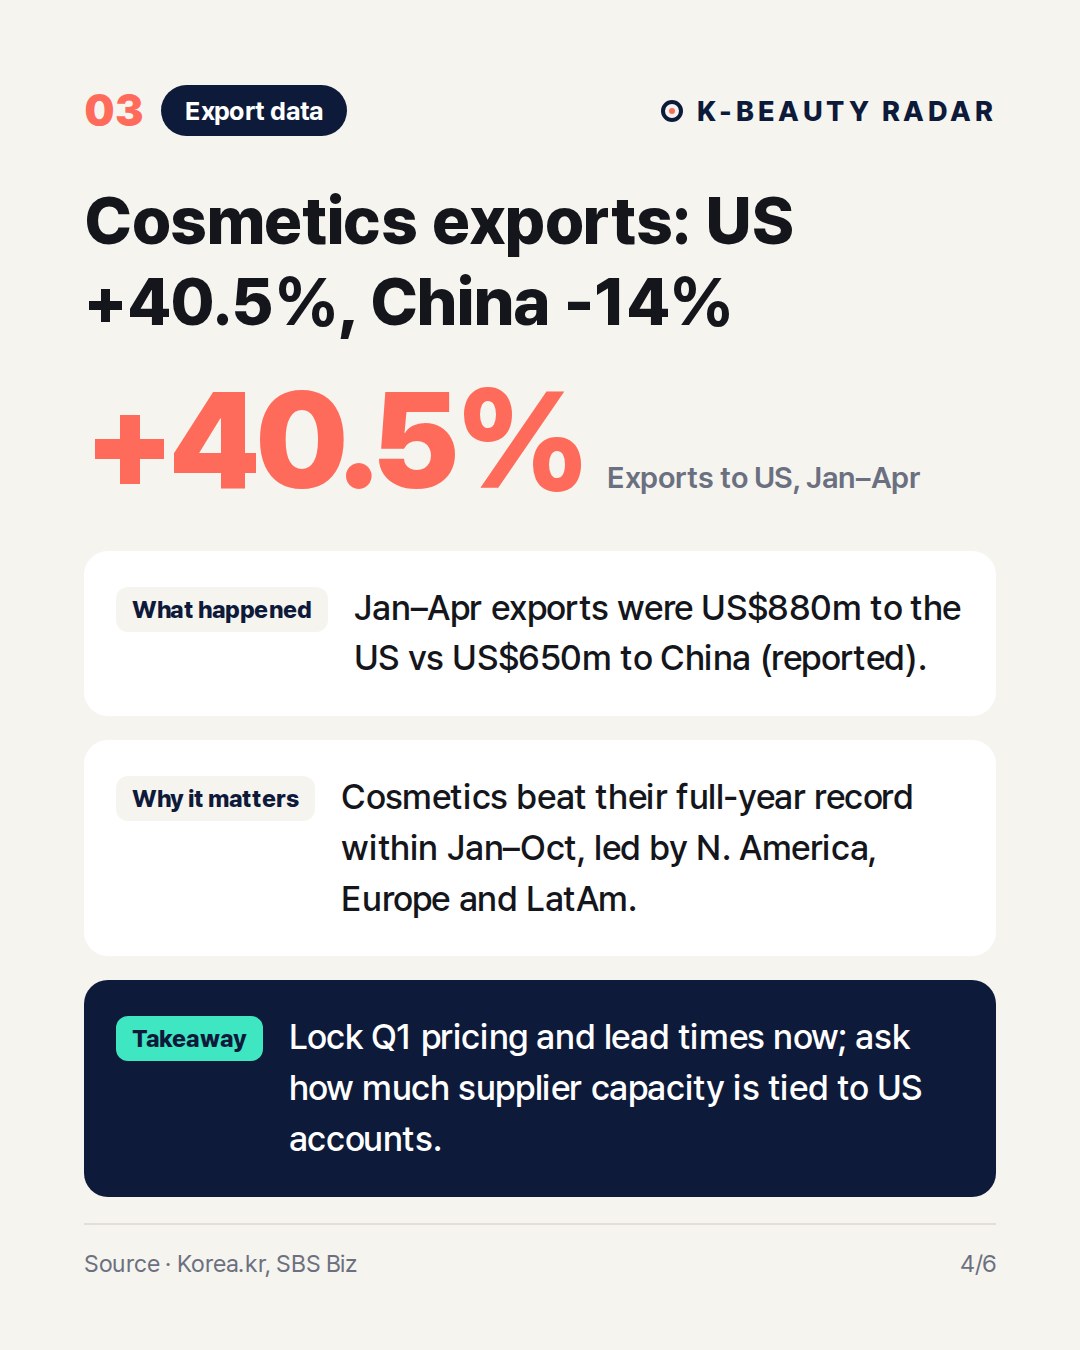 03 Export data K-BEAUTY RADAR
Cosmetics exports: US
+40.5%, China -14%
+40.5% Exports to US, Jan–Apr
What happened Jan–Apr exports were US$880m to the
US vs US$650m to China (reported).
Why it matters Cosmetics beat their full-year record
within Jan–Oct, led by N. America,
Europe and LatAm.
Takeaway Lock Q1 pricing and lead times now; ask
how much supplier capacity is tied to US
accounts.
Source · Korea.kr, SBS Biz 4/6